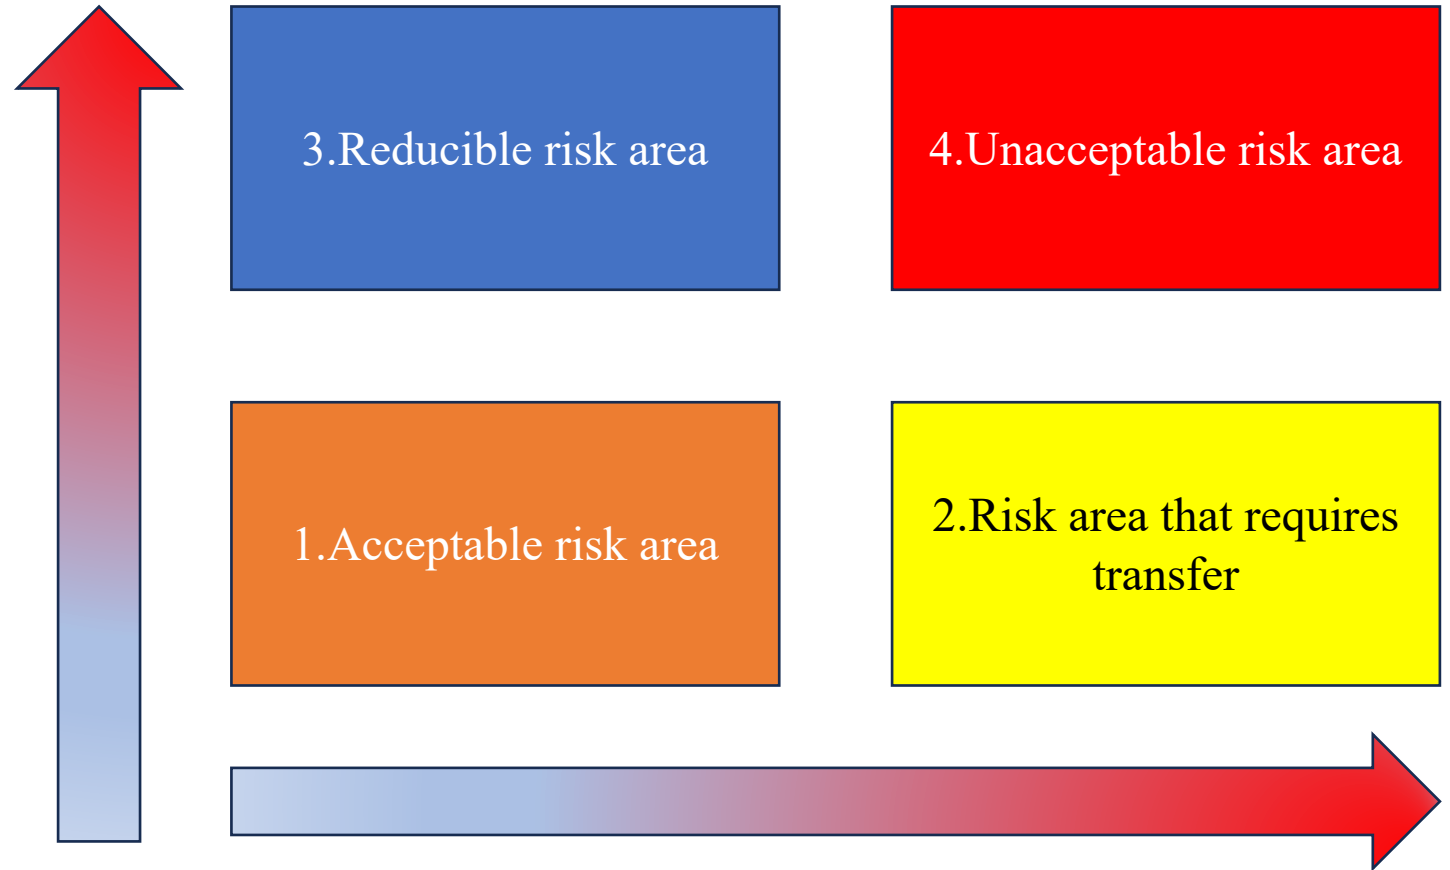 3.Reducible risk area
4.Unacceptable risk area
1.Acceptable risk area
2.Risk area that requires
transfer